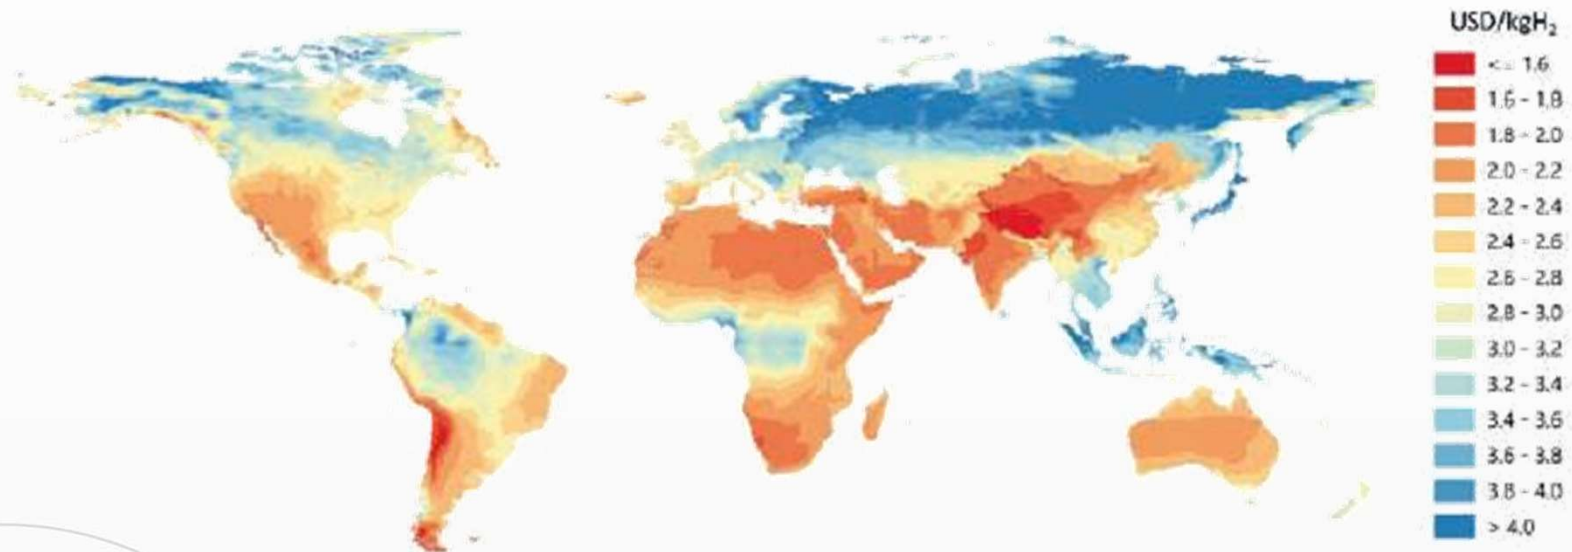 USD/kgH₂
<= 1.6
1.6 - 1.8
1.8 - 2.0
2.0 - 2.2
2.2 - 2.4
2.4 - 2.6
2.6 - 2.8
2.8 - 3.0
3.0 - 3.2
3.2 - 3.4
3.4 - 3.6
3.6 - 3.8
3.8 - 4.0
> 4.0